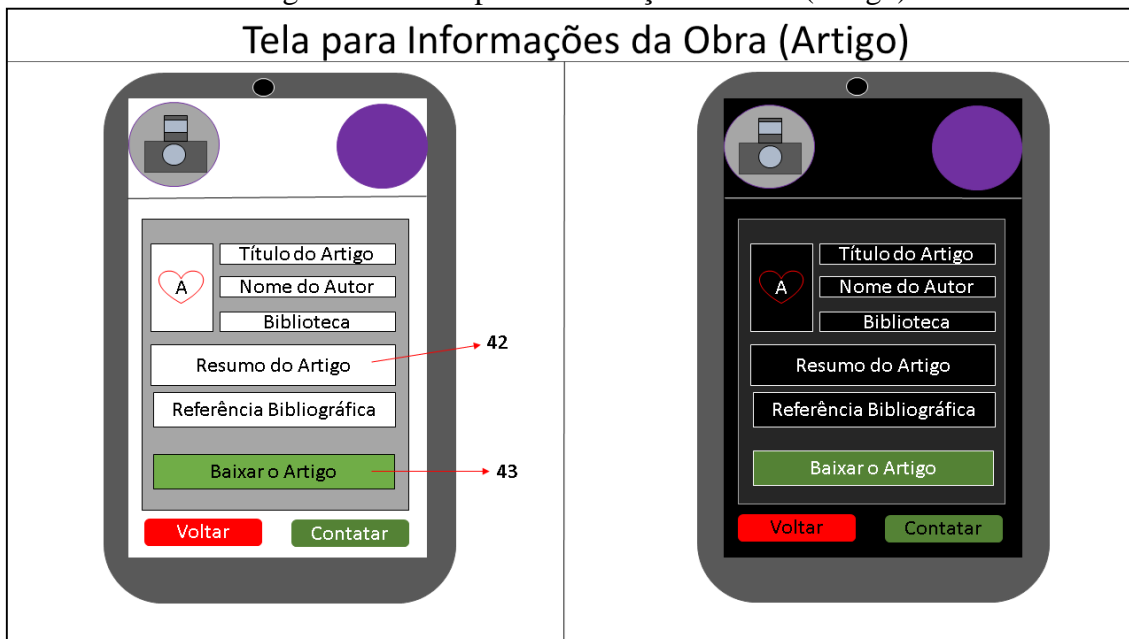 Tela para Informações da Obra (Artigo)
Título do Artigo
A
Nome do Autor
Biblioteca
Resumo do Artigo
42
Referência Bibliográfica
Baixar o Artigo
43
Voltar
Contatar
Título do Artigo
A
Nome do Autor
Biblioteca
Resumo do Artigo
Referência Bibliográfica
Baixar o Artigo
Voltar
Contatar